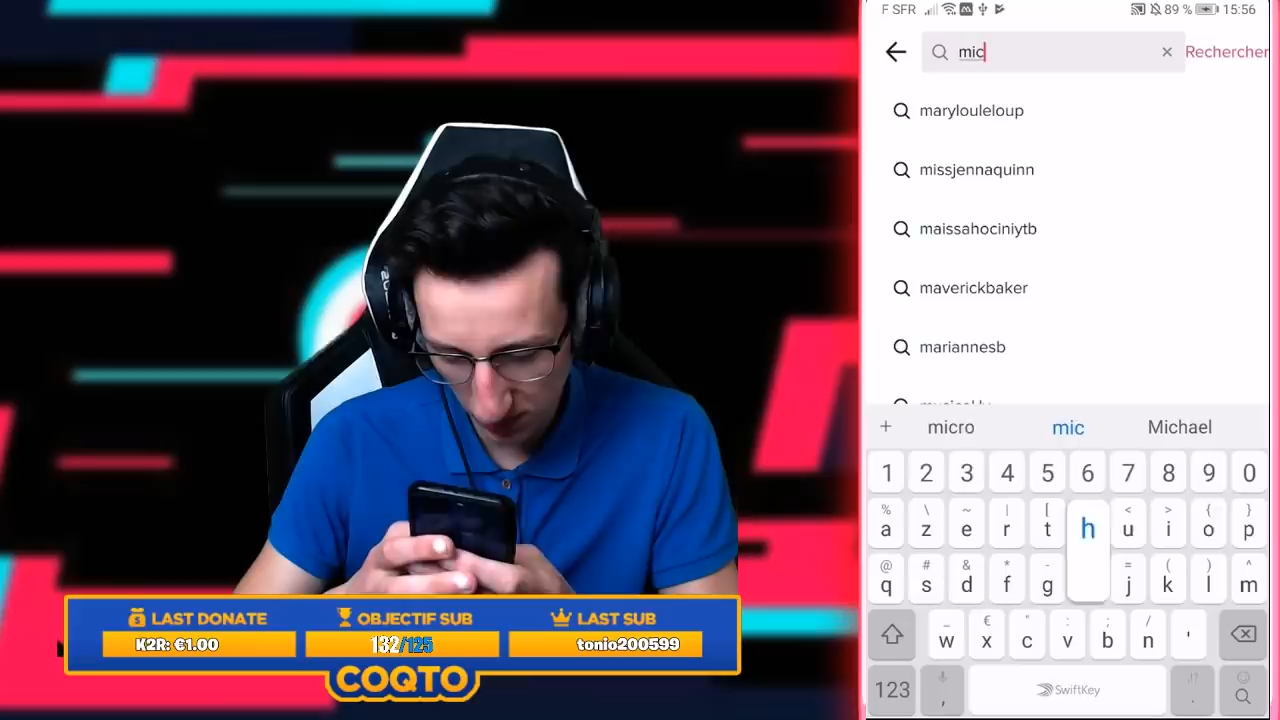 F SFR 89 % 15:56
mic Rechercher
marylouleloup
missjennaquinn
maissahociniytb
maverickbaker
mariannesb
+ micro mic Michael
1 2 3 4 5 6 7 8 9 0
% \ ~ | [ < > { }
a z e r t h u i o p
@ # & * - = ( ) ^
q s d f g j k l m
_ € " : ; /
w x c v b n '
123 , SwiftKey !? .
LAST DONATE OBJECTIF SUB LAST SUB
K2R: €1.00 132/125 tonio200599
COQTO